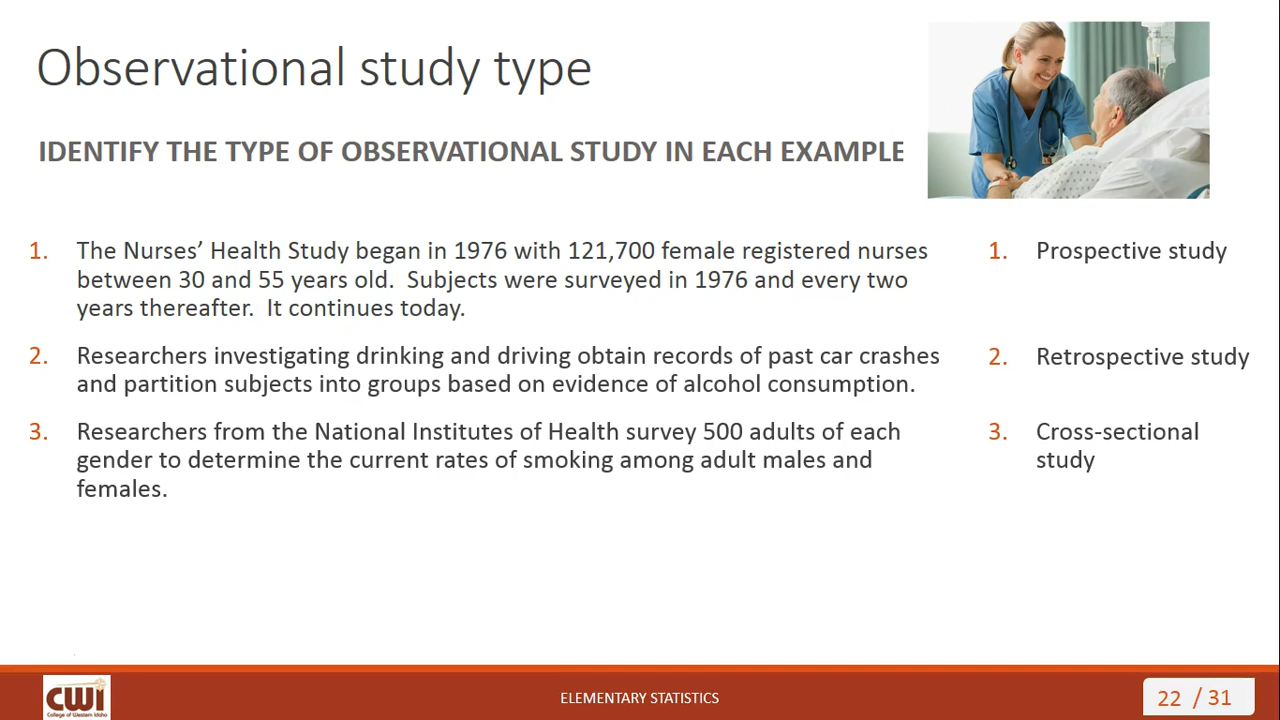 Observational study type
IDENTIFY THE TYPE OF OBSERVATIONAL STUDY IN EACH EXAMPLE
1. The Nurses’ Health Study began in 1976 with 121,700 female registered nurses
between 30 and 55 years old.  Subjects were surveyed in 1976 and every two
years thereafter.  It continues today.
2. Researchers investigating drinking and driving obtain records of past car crashes
and partition subjects into groups based on evidence of alcohol consumption.
3. Researchers from the National Institutes of Health survey 500 adults of each
gender to determine the current rates of smoking among adult males and
females.
1. Prospective study
2. Retrospective study
3. Cross-sectional
study
CWI
College of Western Idaho
ELEMENTARY STATISTICS
22 / 31